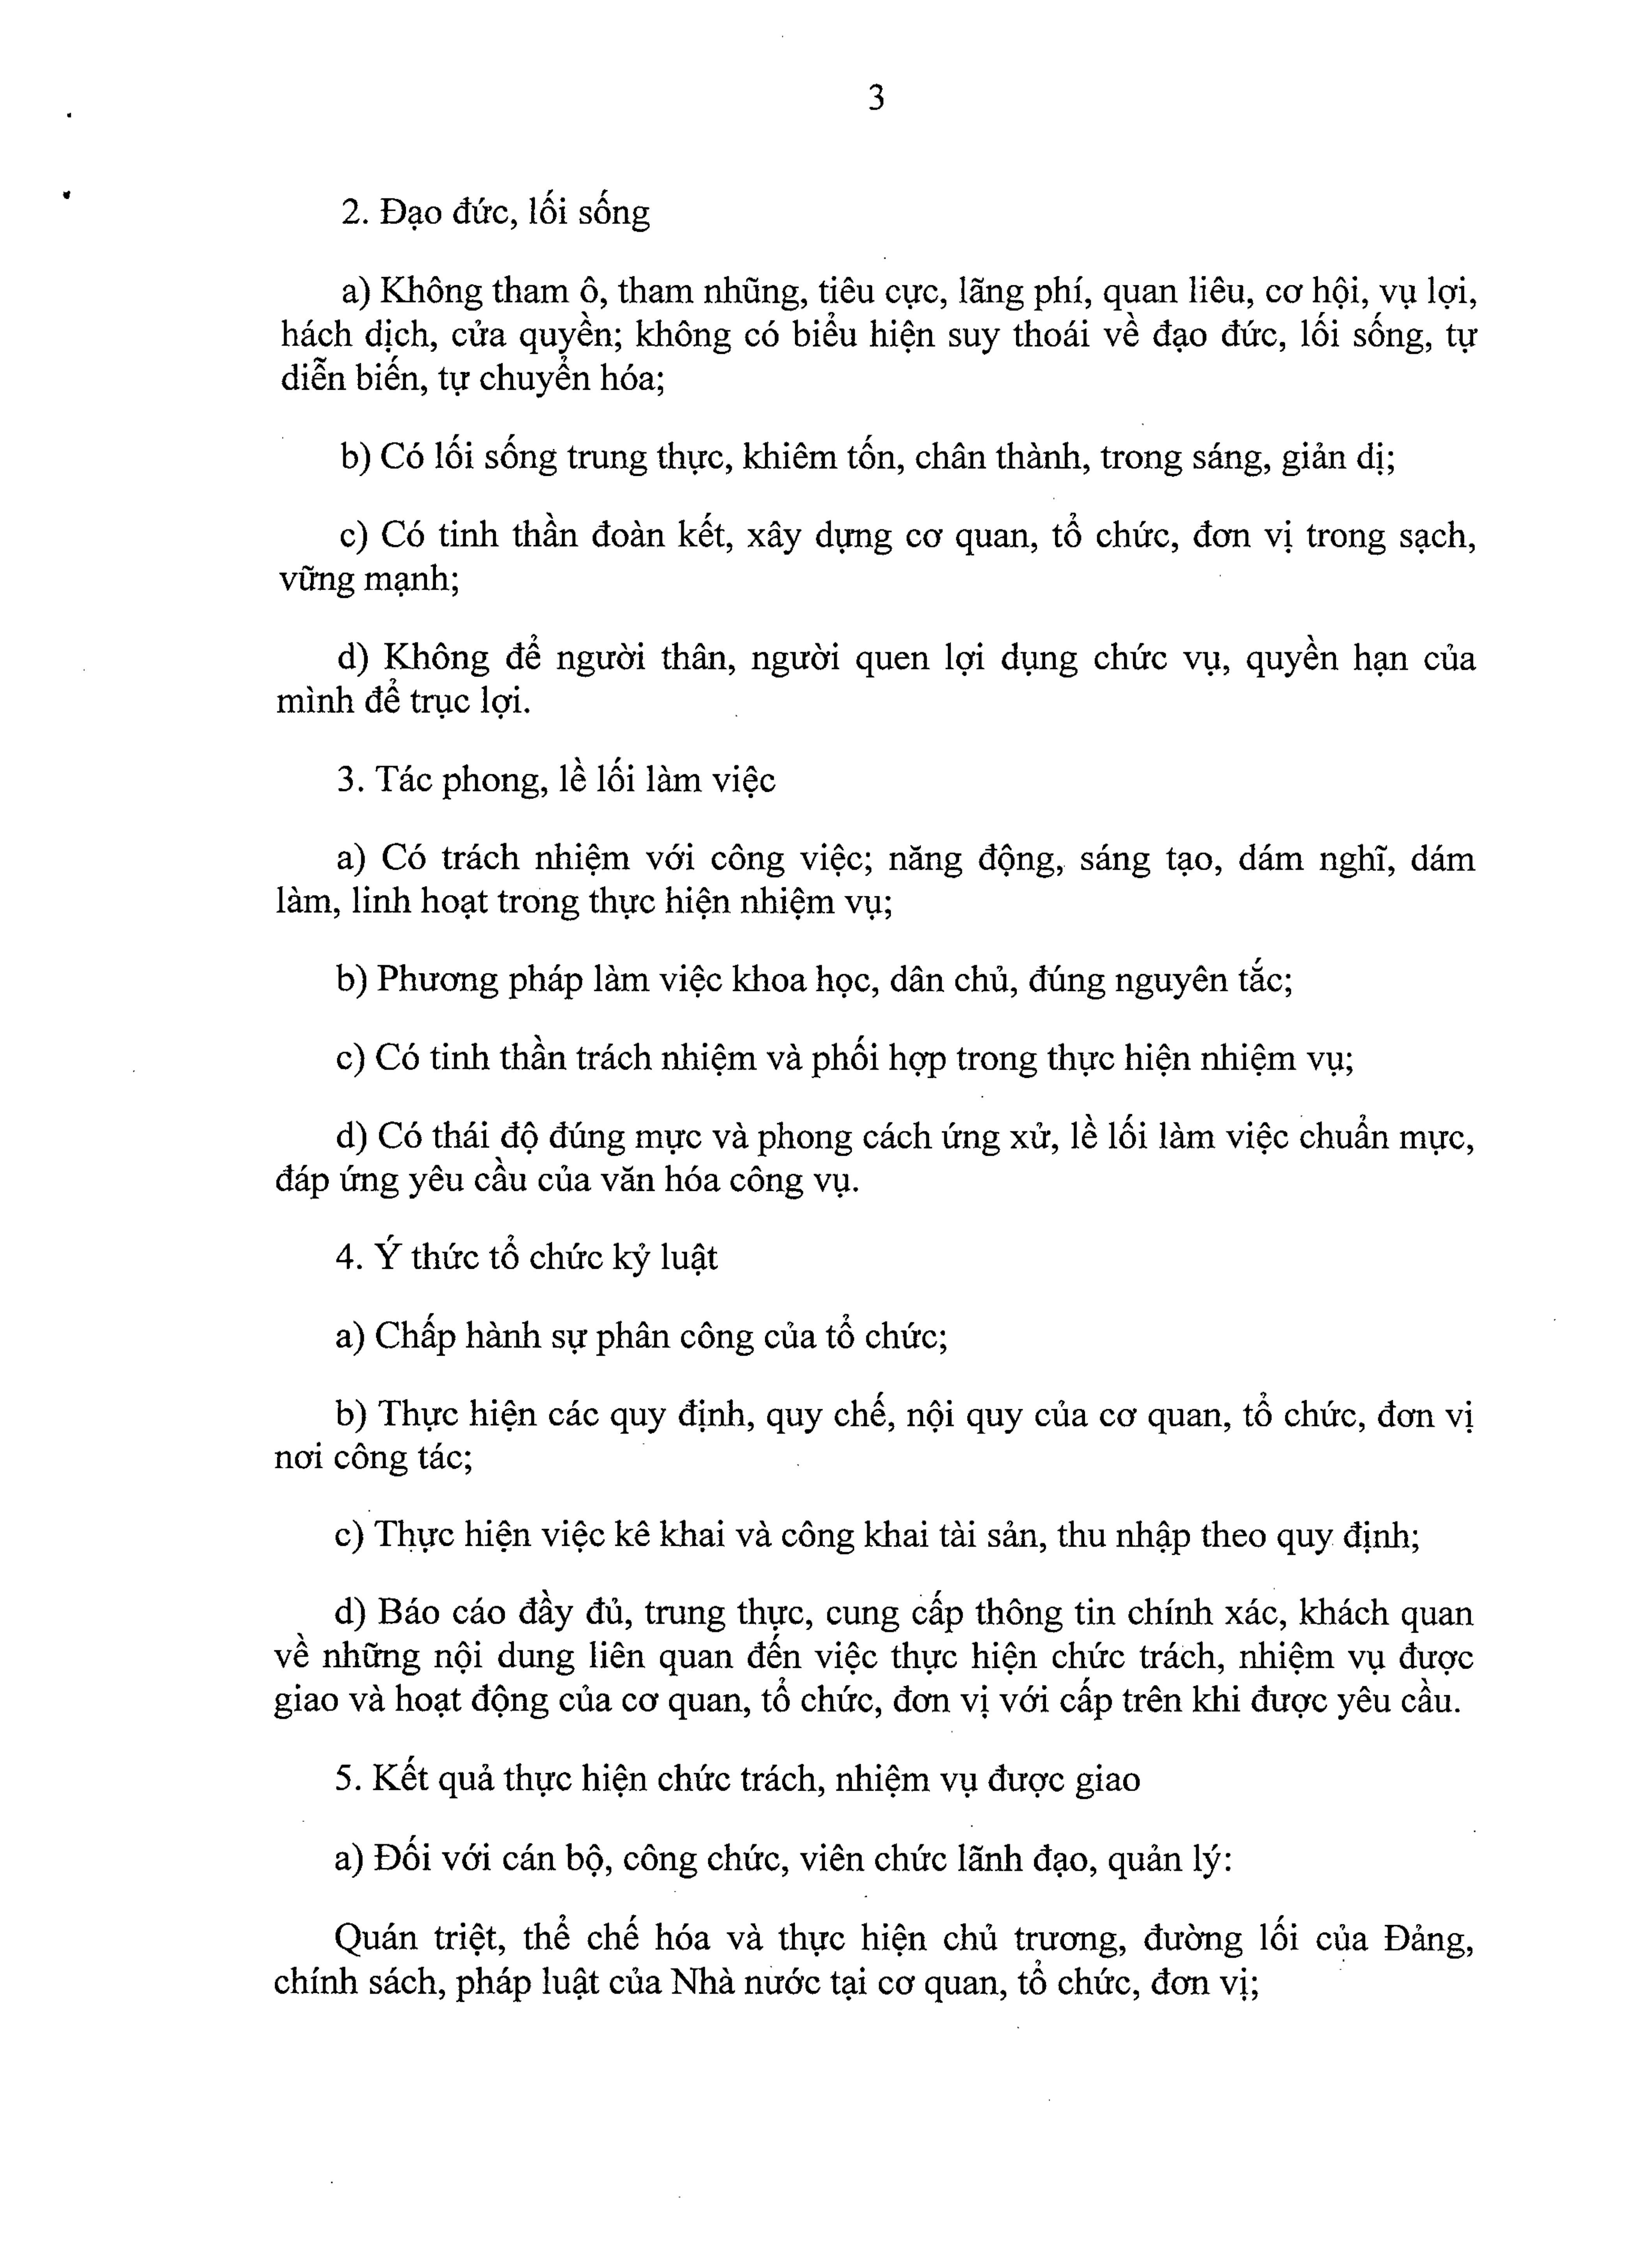 3
2. Đạo đức, lối sống
a) Không tham ô, tham nhũng, tiêu cực, lãng phí, quan liêu, cơ hội, vụ lợi,
hách dịch, cửa quyền; không có biểu hiện suy thoái về đạo đức, lối sống, tự
diễn biến, tự chuyển hóa;
b) Có lối sống trung thực, khiêm tốn, chân thành, trong sáng, giản dị;
c) Có tinh thần đoàn kết, xây dựng cơ quan, tổ chức, đơn vị trong sạch,
vững mạnh;
d) Không để người thân, người quen lợi dụng chức vụ, quyền hạn của
mình để trục lợi.
3. Tác phong, lề lối làm việc
a) Có trách nhiệm với công việc; năng động, sáng tạo, dám nghĩ, dám
làm, linh hoạt trong thực hiện nhiệm vụ;
b) Phương pháp làm việc khoa học, dân chủ, đúng nguyên tắc;
c) Có tinh thần trách nhiệm và phối hợp trong thực hiện nhiệm vụ;
d) Có thái độ đúng mực và phong cách ứng xử, lề lối làm việc chuẩn mực,
đáp ứng yêu cầu của văn hóa công vụ.
4. Ý thức tổ chức kỷ luật
a) Chấp hành sự phân công của tổ chức;
b) Thực hiện các quy định, quy chế, nội quy của cơ quan, tổ chức, đơn vị
nơi công tác;
c) Thực hiện việc kê khai và công khai tài sản, thu nhập theo quy định;
d) Báo cáo đầy đủ, trung thực, cung cấp thông tin chính xác, khách quan
về những nội dung liên quan đến việc thực hiện chức trách, nhiệm vụ được
giao và hoạt động của cơ quan, tổ chức, đơn vị với cấp trên khi được yêu cầu.
5. Kết quả thực hiện chức trách, nhiệm vụ được giao
a) Đối với cán bộ, công chức, viên chức lãnh đạo, quản lý:
Quán triệt, thể chế hóa và thực hiện chủ trương, đường lối của Đảng,
chính sách, pháp luật của Nhà nước tại cơ quan, tổ chức, đơn vị;